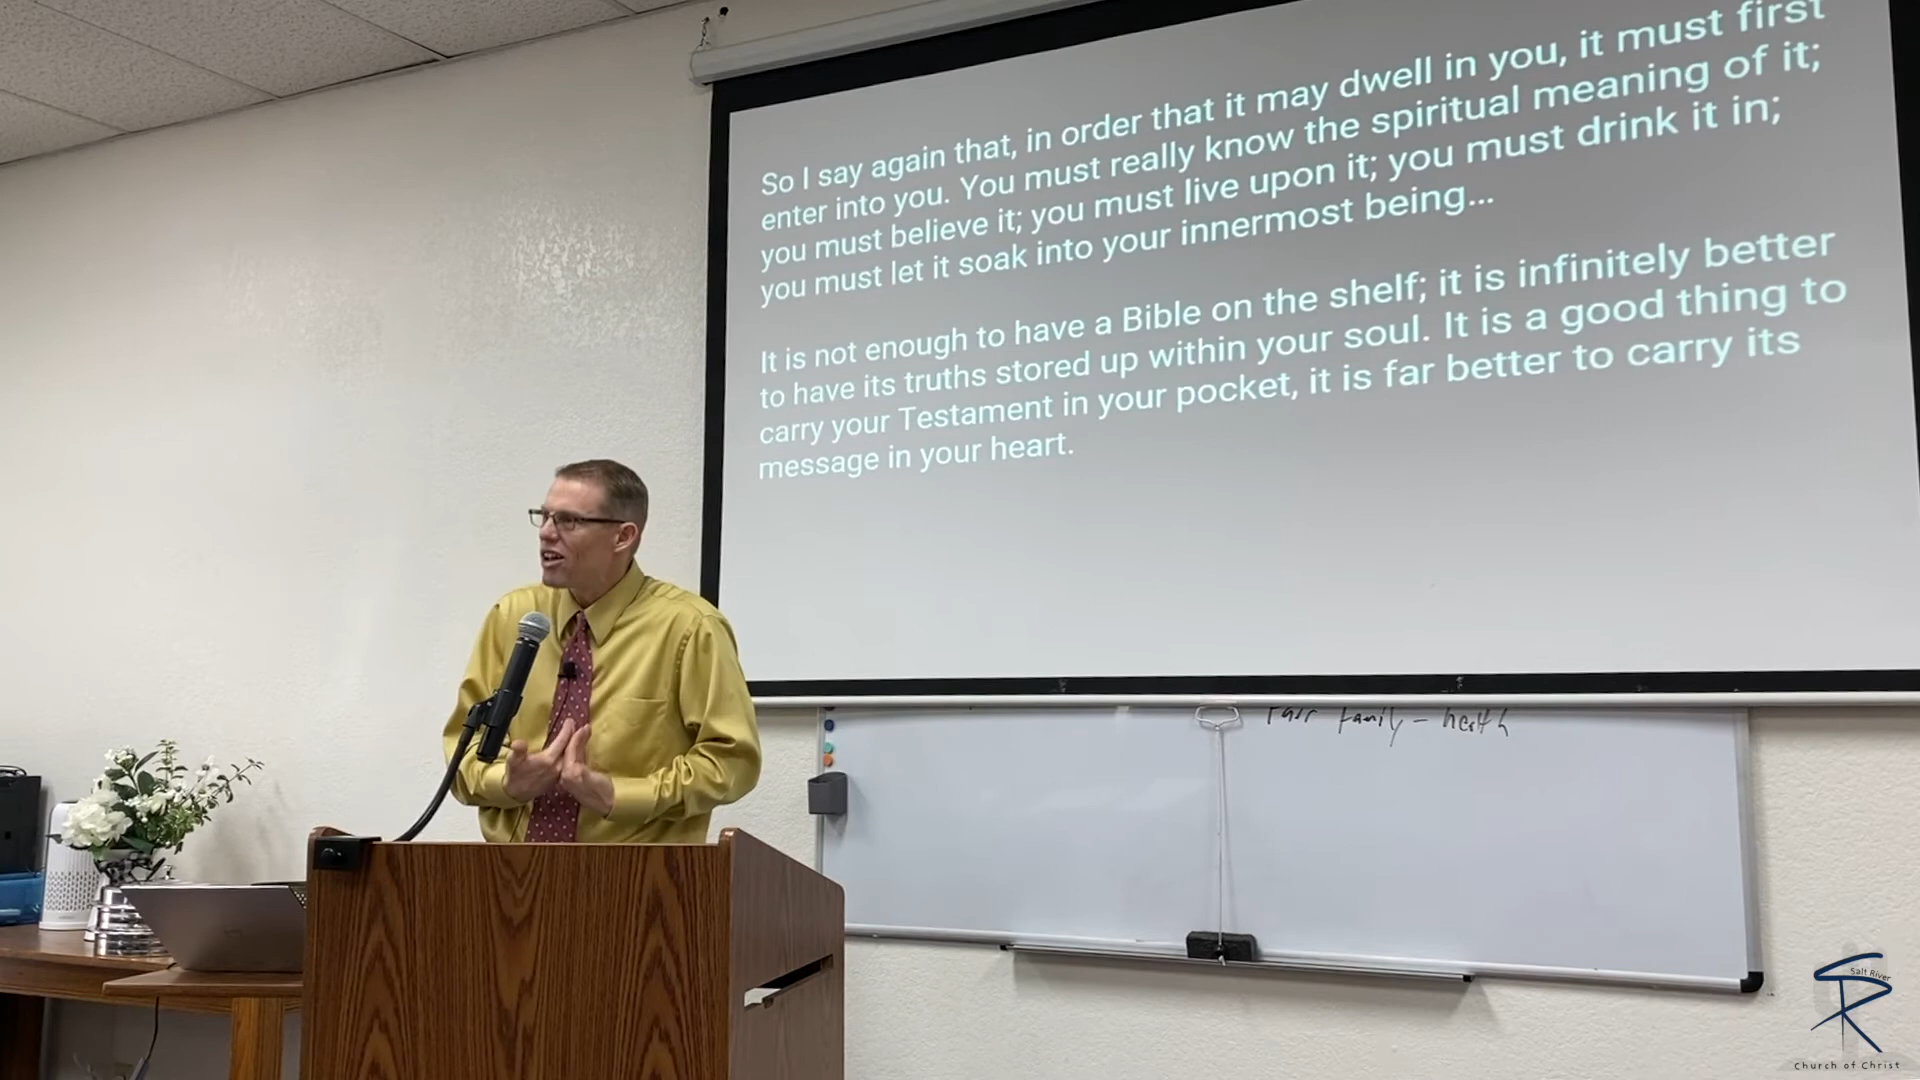 So I say again that, in order that it may dwell in you, it must first
enter into you. You must really know the spiritual meaning of it;
you must believe it; you must live upon it; you must drink it in;
you must let it soak into your innermost being...
It is not enough to have a Bible on the shelf; it is infinitely better
to have its truths stored up within your soul. It is a good thing to
carry your Testament in your pocket, it is far better to carry its
message in your heart.
family - health
Salt River
Church of Christ